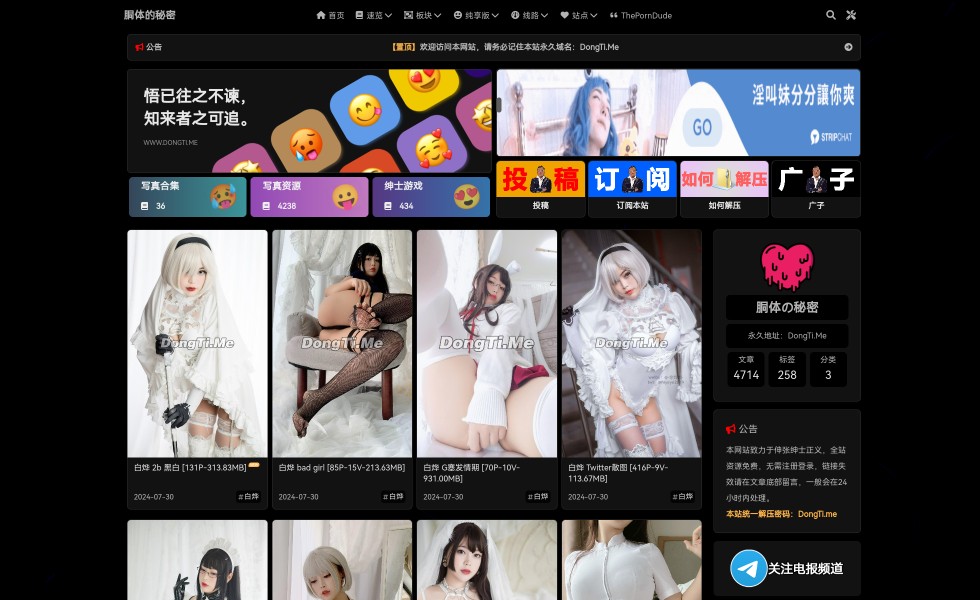 胴体的秘密
首页 速览 板块 纯享版 线路 站点 ThePornDude
公告
【置顶】欢迎访问本网站，请务必记住本站永久域名：DongTi.Me
悟已往之不谏，
知来者之可追。
WWW.DONGTI.ME
淫叫妹分分讓你爽
GO
STRIPCHAT
写真合集
36
写真资源
4238
绅士游戏
434
投稿
投稿
订阅
订阅本站
如何解压
如何解压
广子
广子
DongTi.Me
白烨 2b 黑白 [131P-313.83MB]
2024-07-30 #白烨
DongTi.Me
白烨 bad girl [85P-15V-213.63MB]
2024-07-30 #白烨
DongTi.Me
白烨 G塞发情期 [70P-10V-
931.00MB]
2024-07-30 #白烨
DongTi.Me
白烨 Twitter散图 [416P-9V-
113.67MB]
2024-07-30 #白烨
胴体の秘密
永久地址：DongTi.Me
文章 标签 分类
4714 258 3
公告
本网站致力于伸张绅士正义，全站
资源免费，无需注册登录，链接失
效请在文章底部留言，一般会在24
小时内处理。
本站统一解压密码：DongTi.me
关注电报频道